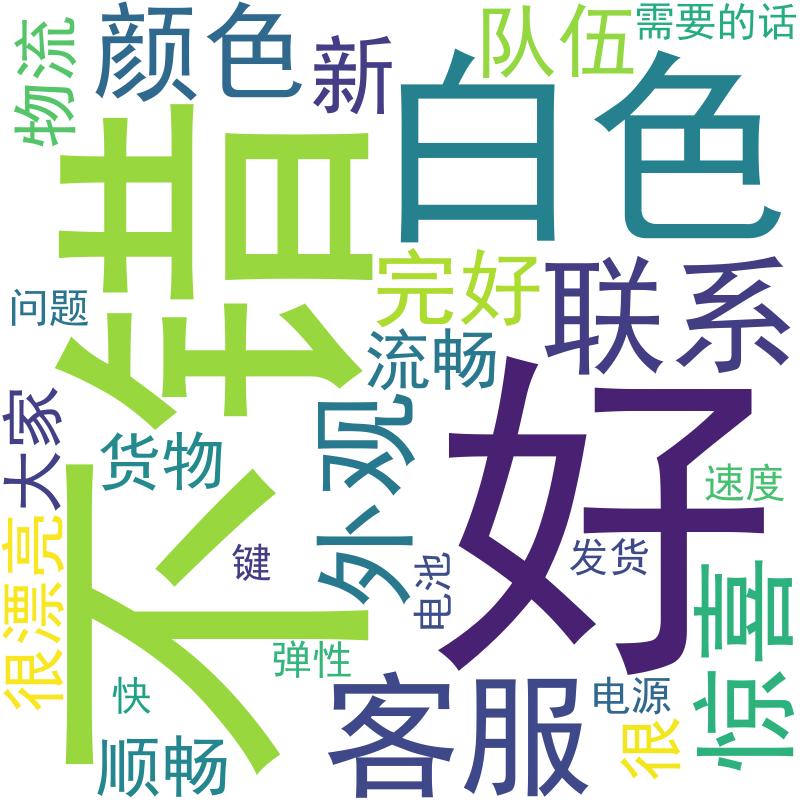 物流
颜色
新
队伍
需要的话
不错
白色
完好
联系
问题
流畅
大家
外观
好
货物
速度
很漂亮
键
电池
发货
惊喜
弹性
快
顺畅
客服
电源
很